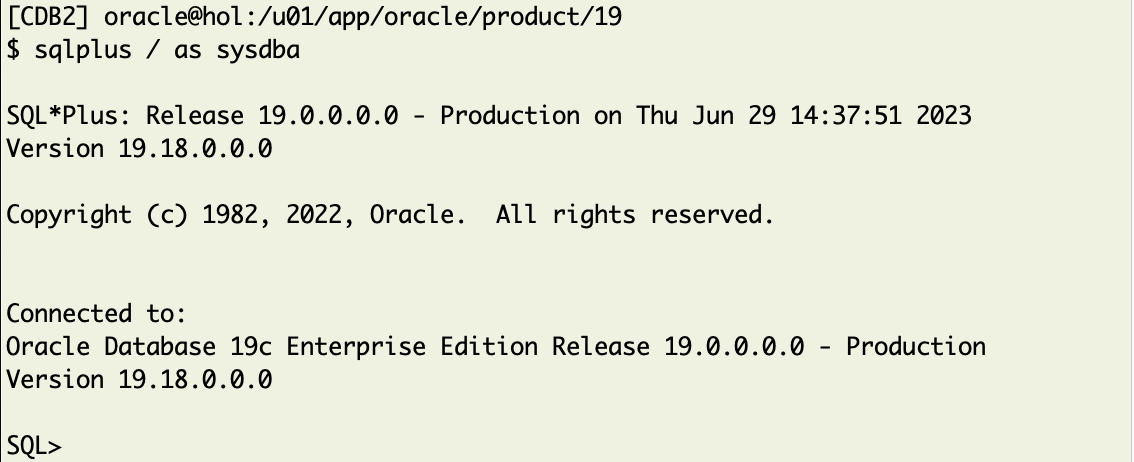 [CDB2] oracle@hol:/u01/app/oracle/product/19
$ sqlplus / as sysdba
SQL*Plus: Release 19.0.0.0.0 - Production on Thu Jun 29 14:37:51 2023
Version 19.18.0.0.0
Copyright (c) 1982, 2022, Oracle.  All rights reserved.
Connected to:
Oracle Database 19c Enterprise Edition Release 19.0.0.0.0 - Production
Version 19.18.0.0.0
SQL>